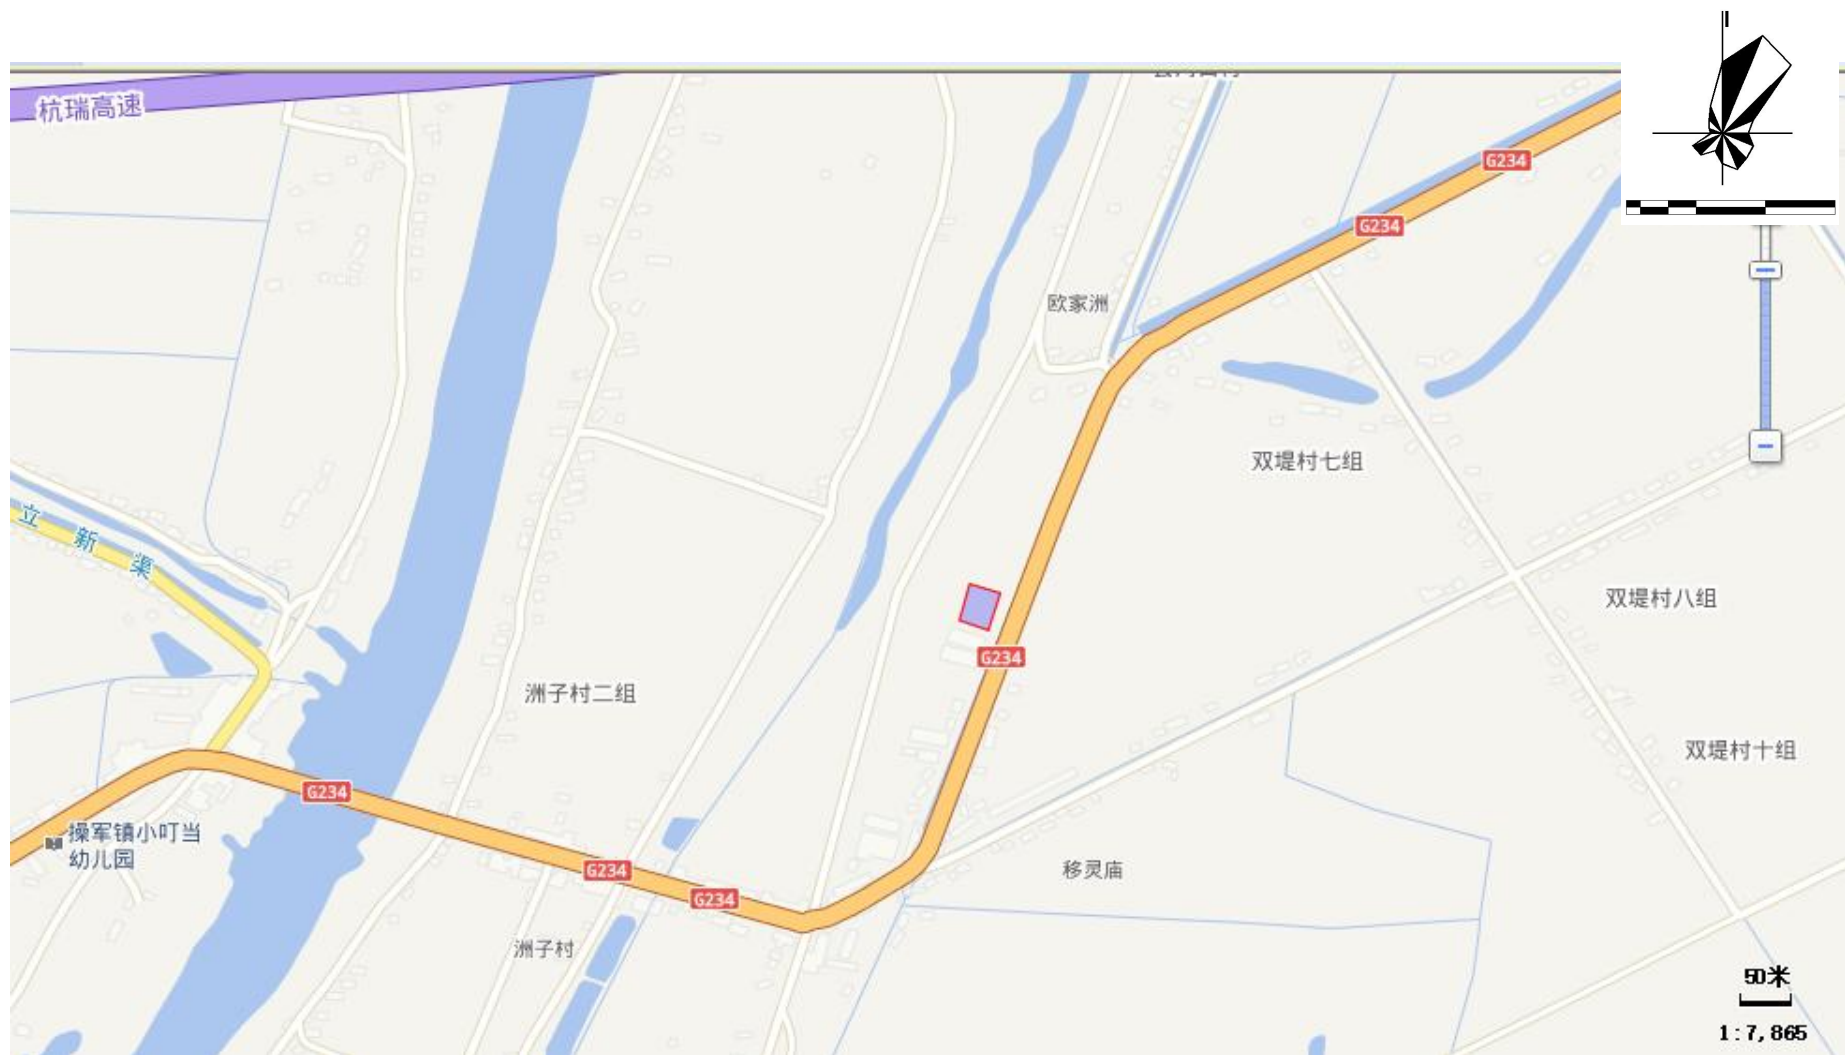 杭瑞高速
G234
G234
欧家洲
双堤村七组
立新渠
双堤村八组
G234
洲子村二组
双堤村十组
G234
操军镇小叮当
幼儿园
G234
移灵庙
G234
洲子村
50米
1:7,865